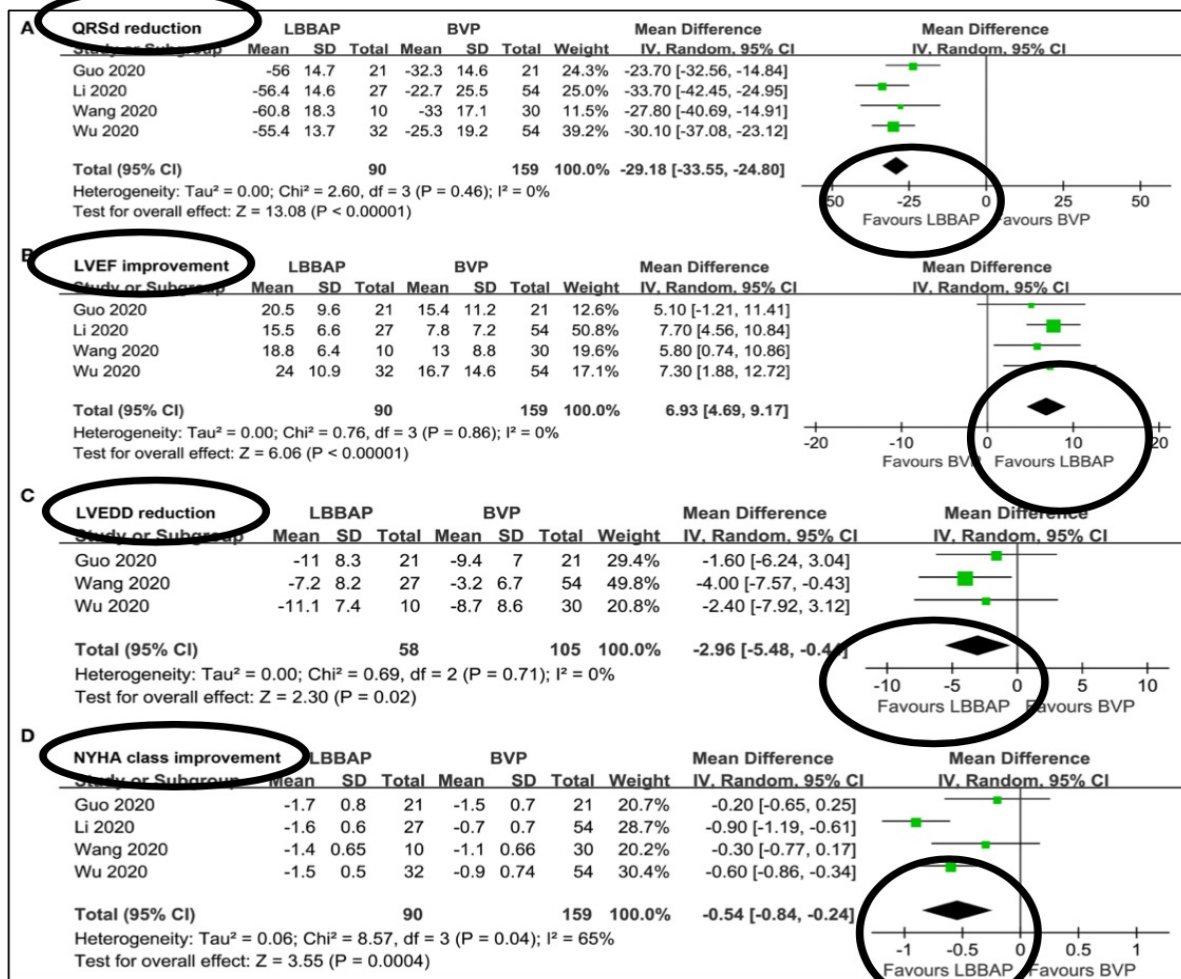 A QRSd reduction LBBAP BVP Mean Difference Mean Difference
Study or Subgroup Mean SD Total Mean SD Total Weight IV, Random, 95% CI IV, Random, 95% CI
Guo 2020 -56 14.7 21 -32.3 14.6 21 24.3% -23.70 [-32.56, -14.84]
Li 2020 -56.4 14.6 27 -22.7 25.5 54 25.0% -33.70 [-42.45, -24.95]
Wang 2020 -60.8 18.3 10 -33 17.1 30 11.5% -27.80 [-40.69, -14.91]
Wu 2020 -55.4 13.7 32 -25.3 19.2 54 39.2% -30.10 [-37.08, -23.12]
Total (95% CI) 90 159 100.0% -29.18 [-33.55, -24.80]
Heterogeneity: Tau² = 0.00; Chi² = 2.60, df = 3 (P = 0.46); I² = 0%
Test for overall effect: Z = 13.08 (P < 0.00001)
50 -25 0 25 50
Favours LBBAP Favours BVP
B LVEF improvement LBBAP BVP Mean Difference Mean Difference
Study or Subgroup Mean SD Total Mean SD Total Weight IV, Random, 95% CI IV, Random, 95% CI
Guo 2020 20.5 9.6 21 15.4 11.2 21 12.6% 5.10 [-1.21, 11.41]
Li 2020 15.5 6.6 27 7.8 7.2 54 50.8% 7.70 [4.56, 10.84]
Wang 2020 18.8 6.4 10 13 8.8 30 19.6% 5.80 [0.74, 10.86]
Wu 2020 24 10.9 32 16.7 14.6 54 17.1% 7.30 [1.88, 12.72]
Total (95% CI) 90 159 100.0% 6.93 [4.69, 9.17]
Heterogeneity: Tau² = 0.00; Chi² = 0.76, df = 3 (P = 0.86); I² = 0%
Test for overall effect: Z = 6.06 (P < 0.00001)
-20 -10 0 10 20
Favours BVP Favours LBBAP
C LVEDD reduction LBBAP BVP Mean Difference Mean Difference
Study or Subgroup Mean SD Total Mean SD Total Weight IV, Random, 95% CI IV, Random, 95% CI
Guo 2020 -11 8.3 21 -9.4 7 21 29.4% -1.60 [-6.24, 3.04]
Wang 2020 -7.2 8.2 27 -3.2 6.7 54 49.8% -4.00 [-7.57, -0.43]
Wu 2020 -11.1 7.4 10 -8.7 8.6 30 20.8% -2.40 [-7.92, 3.12]
Total (95% CI) 58 105 100.0% -2.96 [-5.48,
Heterogeneity: Tau² = 0.00; Chi² = 0.69, df = 2 (P = 0.71); I² = 0%
Test for overall effect: Z = 2.30 (P = 0.02)
-10 -5 0 5 10
Favours LBBAP Favours BVP
D NYHA class improvement LBBAP BVP Mean Difference Mean Difference
Study or Subgroup Mean SD Total Mean SD Total Weight IV, Random, 95% CI IV, Random, 95% CI
Guo 2020 -1.7 0.8 21 -1.5 0.7 21 20.7% -0.20 [-0.65, 0.25]
Li 2020 -1.6 0.6 27 -0.7 0.7 54 28.7% -0.90 [-1.19, -0.61]
Wang 2020 -1.4 0.65 10 -1.1 0.66 30 20.2% -0.30 [-0.77, 0.17]
Wu 2020 -1.5 0.5 32 -0.9 0.74 54 30.4% -0.60 [-0.86, -0.34]
Total (95% CI) 90 159 100.0% -0.54 [-0.84, -0.24]
Heterogeneity: Tau² = 0.06; Chi² = 8.57, df = 3 (P = 0.04); I² = 65%
Test for overall effect: Z = 3.55 (P = 0.0004)
-1 -0.5 0 0.5 1
Favours LBBAP Favours BVP